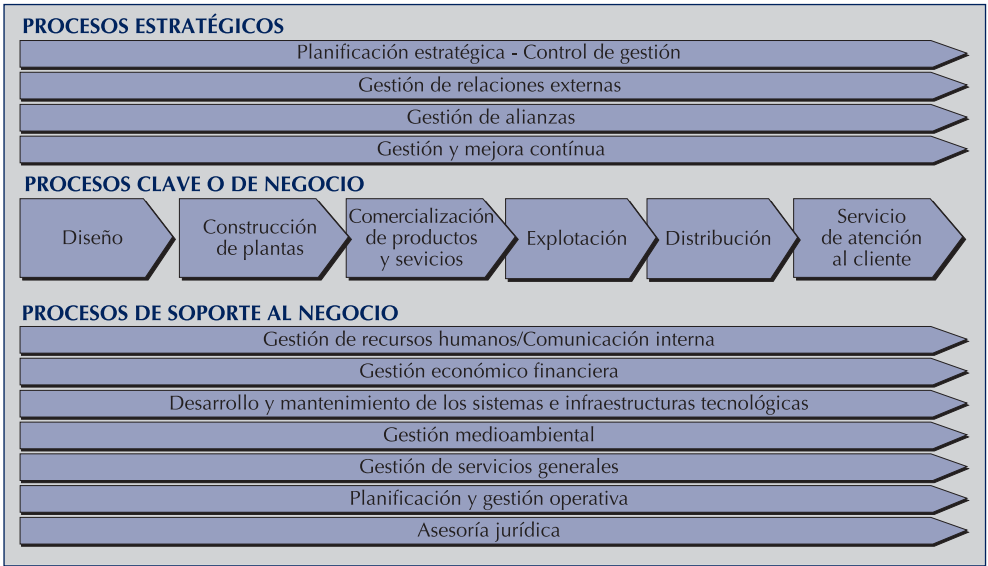 PROCESOS ESTRATÉGICOS
Planificación estratégica - Control de gestión
Gestión de relaciones externas
Gestión de alianzas
Gestión y mejora contínua
PROCESOS CLAVE O DE NEGOCIO
Diseño
Construcción
de plantas
Comercialización
de productos
y sevicios
Explotación
Distribución
Servicio
de atención
al cliente
PROCESOS DE SOPORTE AL NEGOCIO
Gestión de recursos humanos/Comunicación interna
Gestión económico financiera
Desarrollo y mantenimiento de los sistemas e infraestructuras tecnológicas
Gestión medioambiental
Gestión de servicios generales
Planificación y gestión operativa
Asesoría jurídica